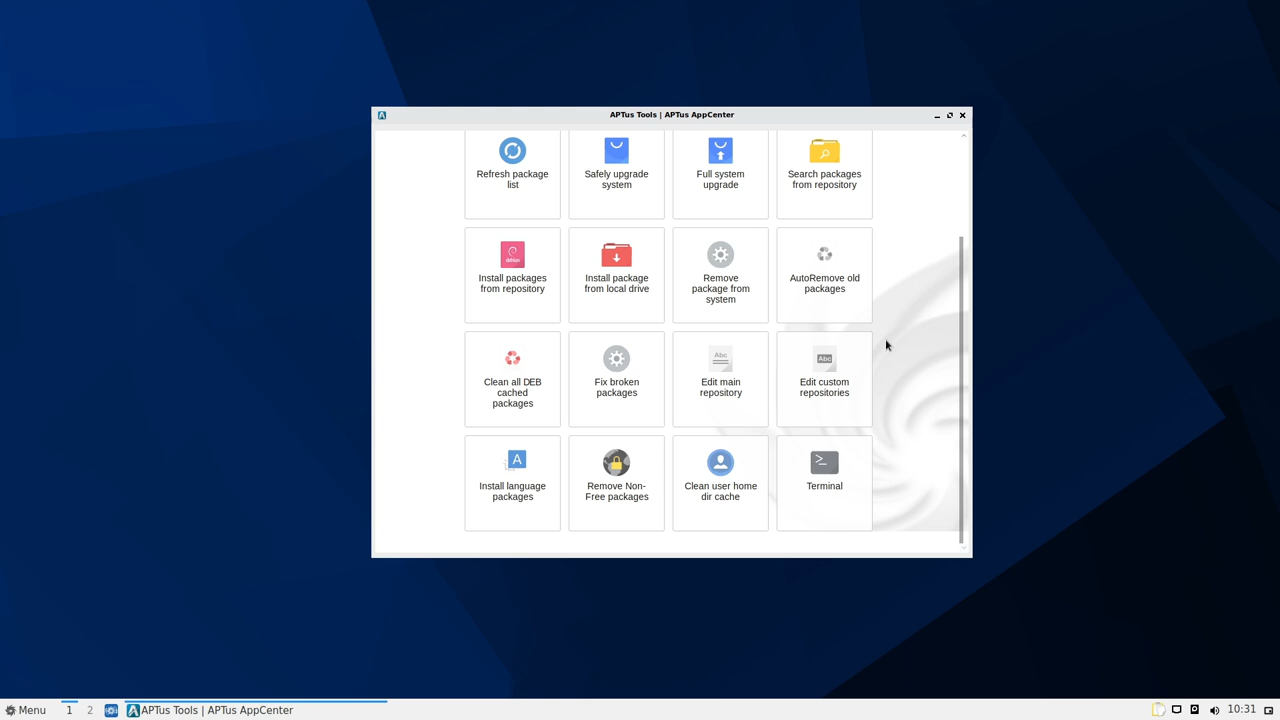 APTus Tools | APTus AppCenter
Refresh package
list
Safely upgrade
system
Full system
upgrade
Search packages
from repository
debian
Install packages
from repository
Install package
from local drive
Remove
package from
system
AutoRemove old
packages
Clean all DEB
cached
packages
Fix broken
packages
Abc
Edit main
repository
Abc
Edit custom
repositories
A
Install language
packages
Remove Non-
Free packages
Clean user home
dir cache
>_
Terminal
Menu
1
2
APTus Tools | APTus AppCenter
10:31